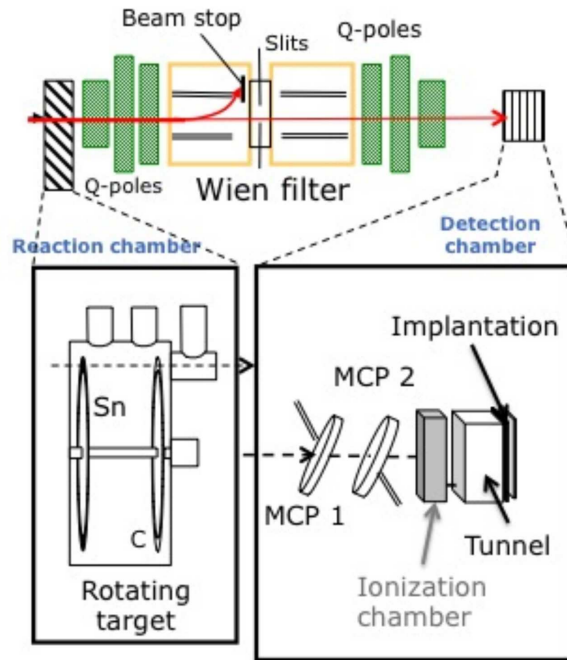 Beam stop
Slits
Q-poles
Q-poles
Wien filter
Reaction chamber
Detection
chamber
Sn
C
Rotating
target
Implantation
MCP 2
MCP 1
Tunnel
Ionization
chamber